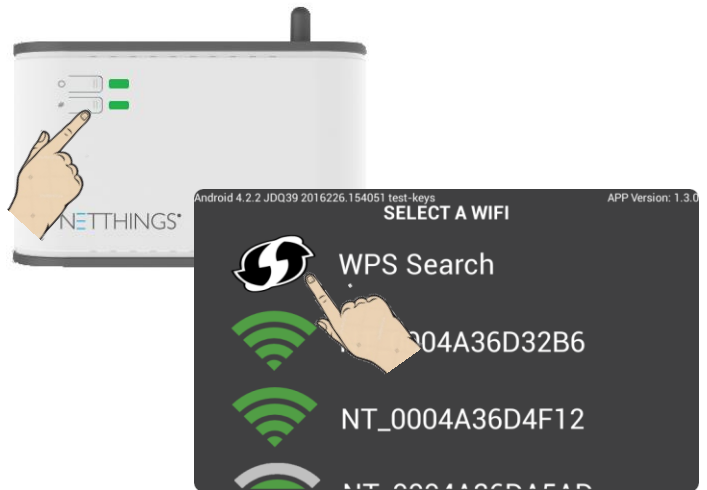 NETTHINGS
Android 4.2.2 JDQ39 2016226.154051 test-keys
APP Version: 1.3.0
SELECT A WIFI
WPS Search
0004A36D32B6
NT_0004A36D4F12